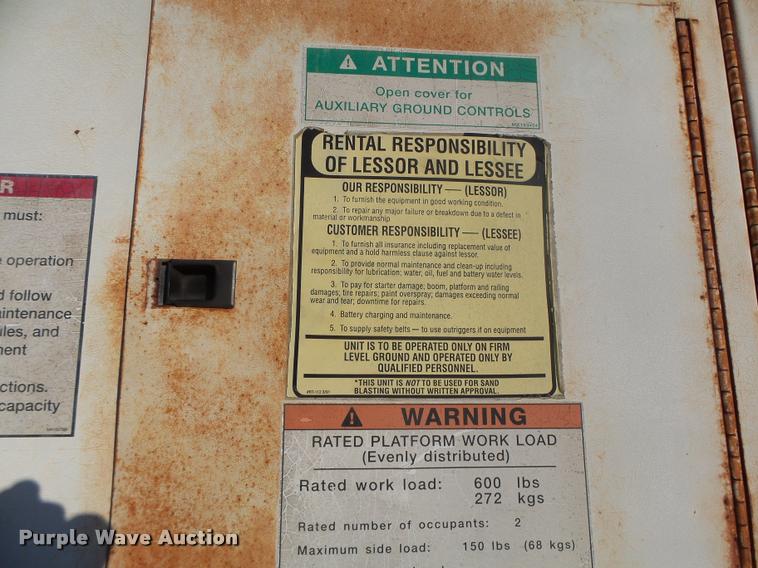 ATTENTION
Open cover for
AUXILIARY GROUND CONTROLS
RENTAL RESPONSIBILITY
OF LESSOR AND LESSEE
OUR RESPONSIBILITY — (LESSOR)
1. To furnish the equipment in good working condition.
2. To repair any major failure or breakdown due to a defect in
material or workmanship
CUSTOMER RESPONSIBILITY — (LESSEE)
1. To furnish all insurance including replacement value of
equipment and a hold harmless clause against lessor.
2. To provide normal maintenance and clean-up including
responsibility for lubrication; water, oil, fuel and battery water levels.
3. To pay for starter damage; boom, platform and railing
damages; tire repairs; paint overspray; damages exceeding normal
wear and tear; downtime for repairs.
4. Battery charging and maintenance.
5. To supply safety belts — to use outriggers if on equipment
UNIT IS TO BE OPERATED ONLY ON FIRM
LEVEL GROUND AND OPERATED ONLY BY
QUALIFIED PERSONNEL.
*THIS UNIT IS NOT TO BE USED FOR SAND
BLASTING WITHOUT WRITTEN APPROVAL.
WARNING
RATED PLATFORM WORK LOAD
(Evenly distributed)
Rated work load: 600 lbs
272 kgs
Rated number of occupants: 2
Maximum side load: 150 lbs (68 kgs)
R
must:
operation
follow
and
ctions.
capacity
Purple Wave Auction